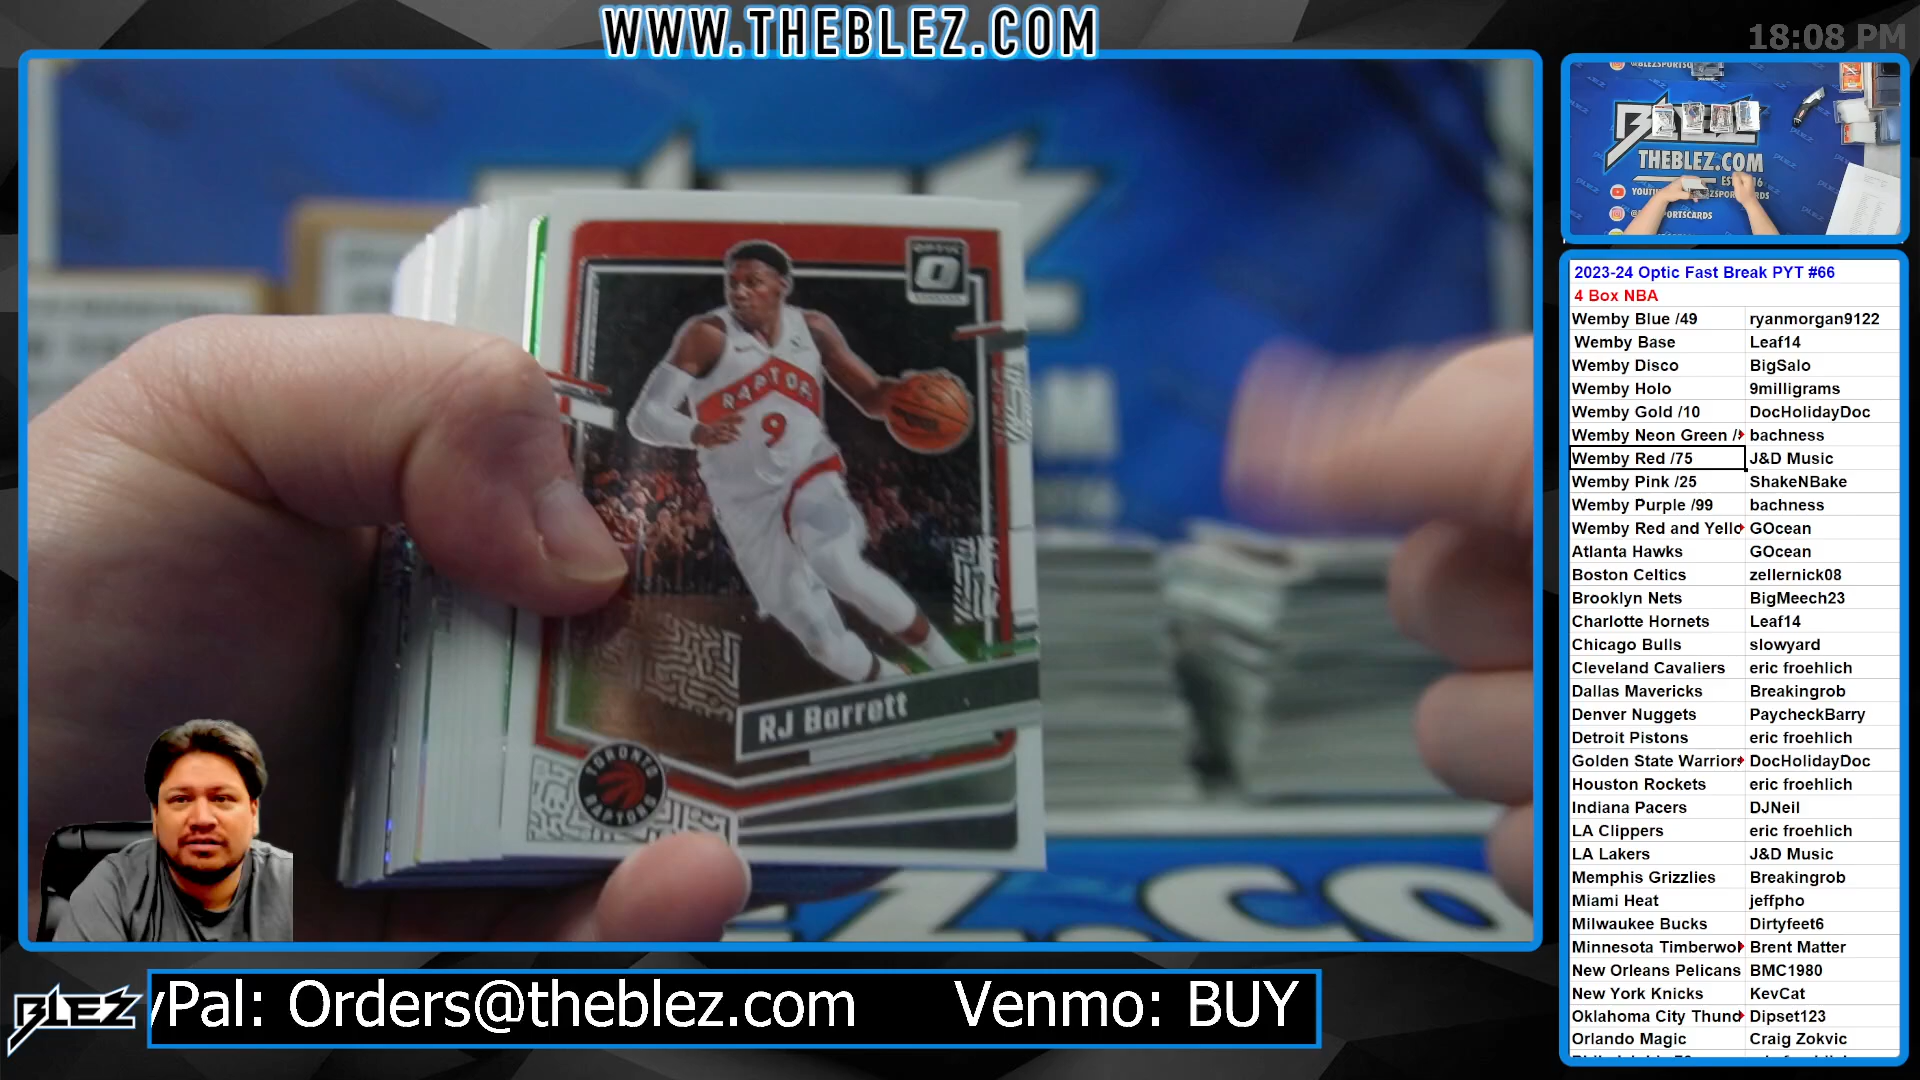 WWW.THEBLEZ.COM
18:08 PM
RAPTORS
9
OPTIC
RJ Barrett
TORONTO
RAPTORS
BLEZ
yPal: Orders@theblez.com Venmo: BUY
THEBLEZ.COM
2023-24 Optic Fast Break PYT #66
4 Box NBA
Wemby Blue /49 ryanmorgan9122
Wemby Base Leaf14
Wemby Disco BigSalo
Wemby Holo 9milligrams
Wemby Gold /10 DocHolidayDoc
Wemby Neon Green / bachness
Wemby Red /75 J&D Music
Wemby Pink /25 ShakeNBake
Wemby Purple /99 bachness
Wemby Red and Yello GOcean
Atlanta Hawks GOcean
Boston Celtics zellernick08
Brooklyn Nets BigMeech23
Charlotte Hornets Leaf14
Chicago Bulls slowyard
Cleveland Cavaliers eric froehlich
Dallas Mavericks Breakingrob
Denver Nuggets PaycheckBarry
Detroit Pistons eric froehlich
Golden State Warriors DocHolidayDoc
Houston Rockets eric froehlich
Indiana Pacers DJNeil
LA Clippers eric froehlich
LA Lakers J&D Music
Memphis Grizzlies Breakingrob
Miami Heat jeffpho
Milwaukee Bucks Dirtyfeet6
Minnesota Timberwol Brent Matter
New Orleans Pelicans BMC1980
New York Knicks KevCat
Oklahoma City Thund Dipset123
Orlando Magic Craig Zokvic